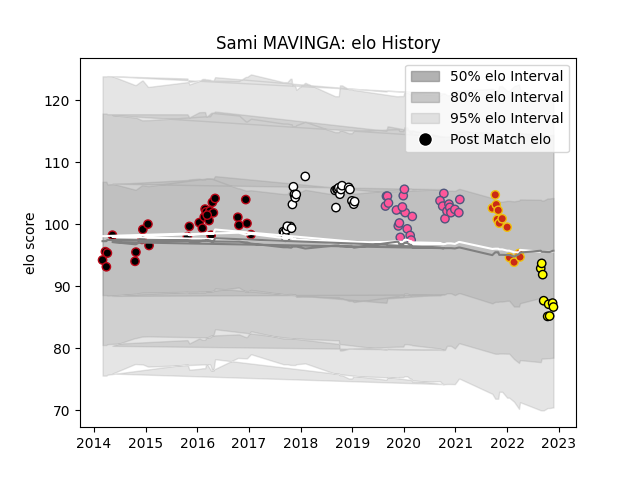 Sami MAVINGA: elo History
50% elo Interval
80% elo Interval
95% elo Interval
Post Match elo
elo score
120
110
100
90
80
70
2014 2015 2016 2017 2018 2019 2020 2021 2022 2023